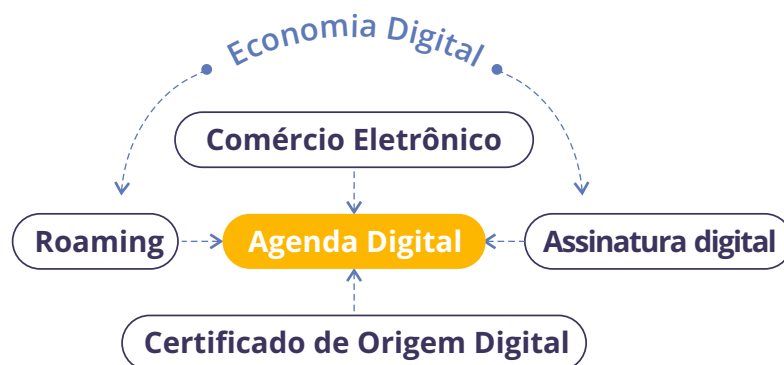 Economia Digital
Comércio Eletrônico
Roaming
Agenda Digital
Assinatura digital
Certificado de Origem Digital